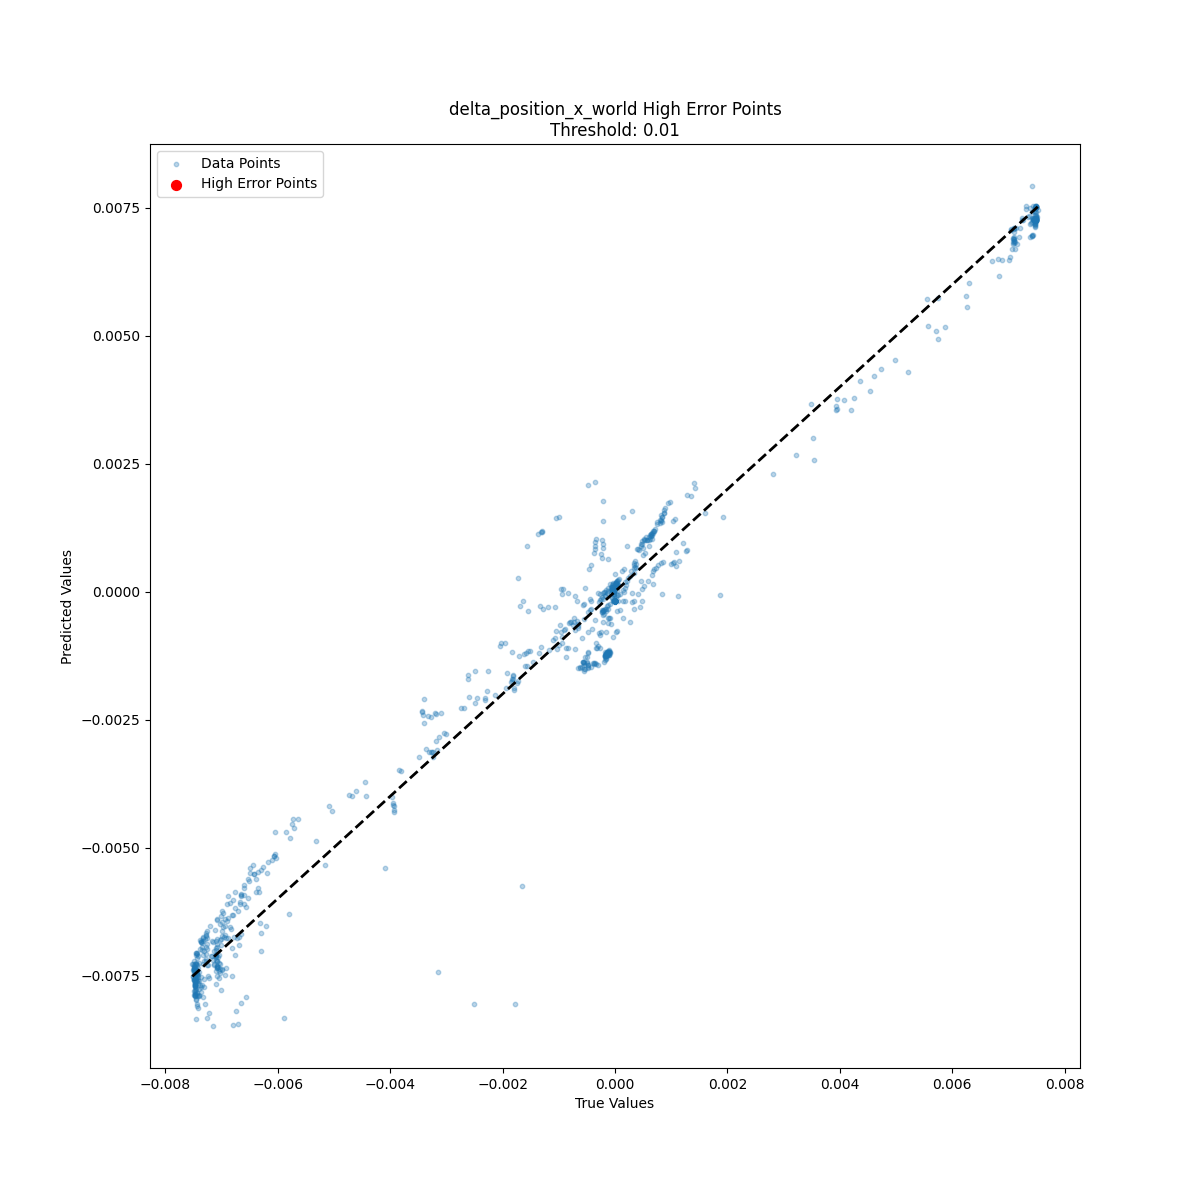 delta_position_x_world High Error Points
Threshold: 0.01
Data Points
High Error Points
0.0075
0.0050
0.0025
0.0000
−0.0025
−0.0050
−0.0075
Predicted Values
−0.008
−0.006
−0.004
−0.002
0.000
0.002
0.004
0.006
0.008
True Values